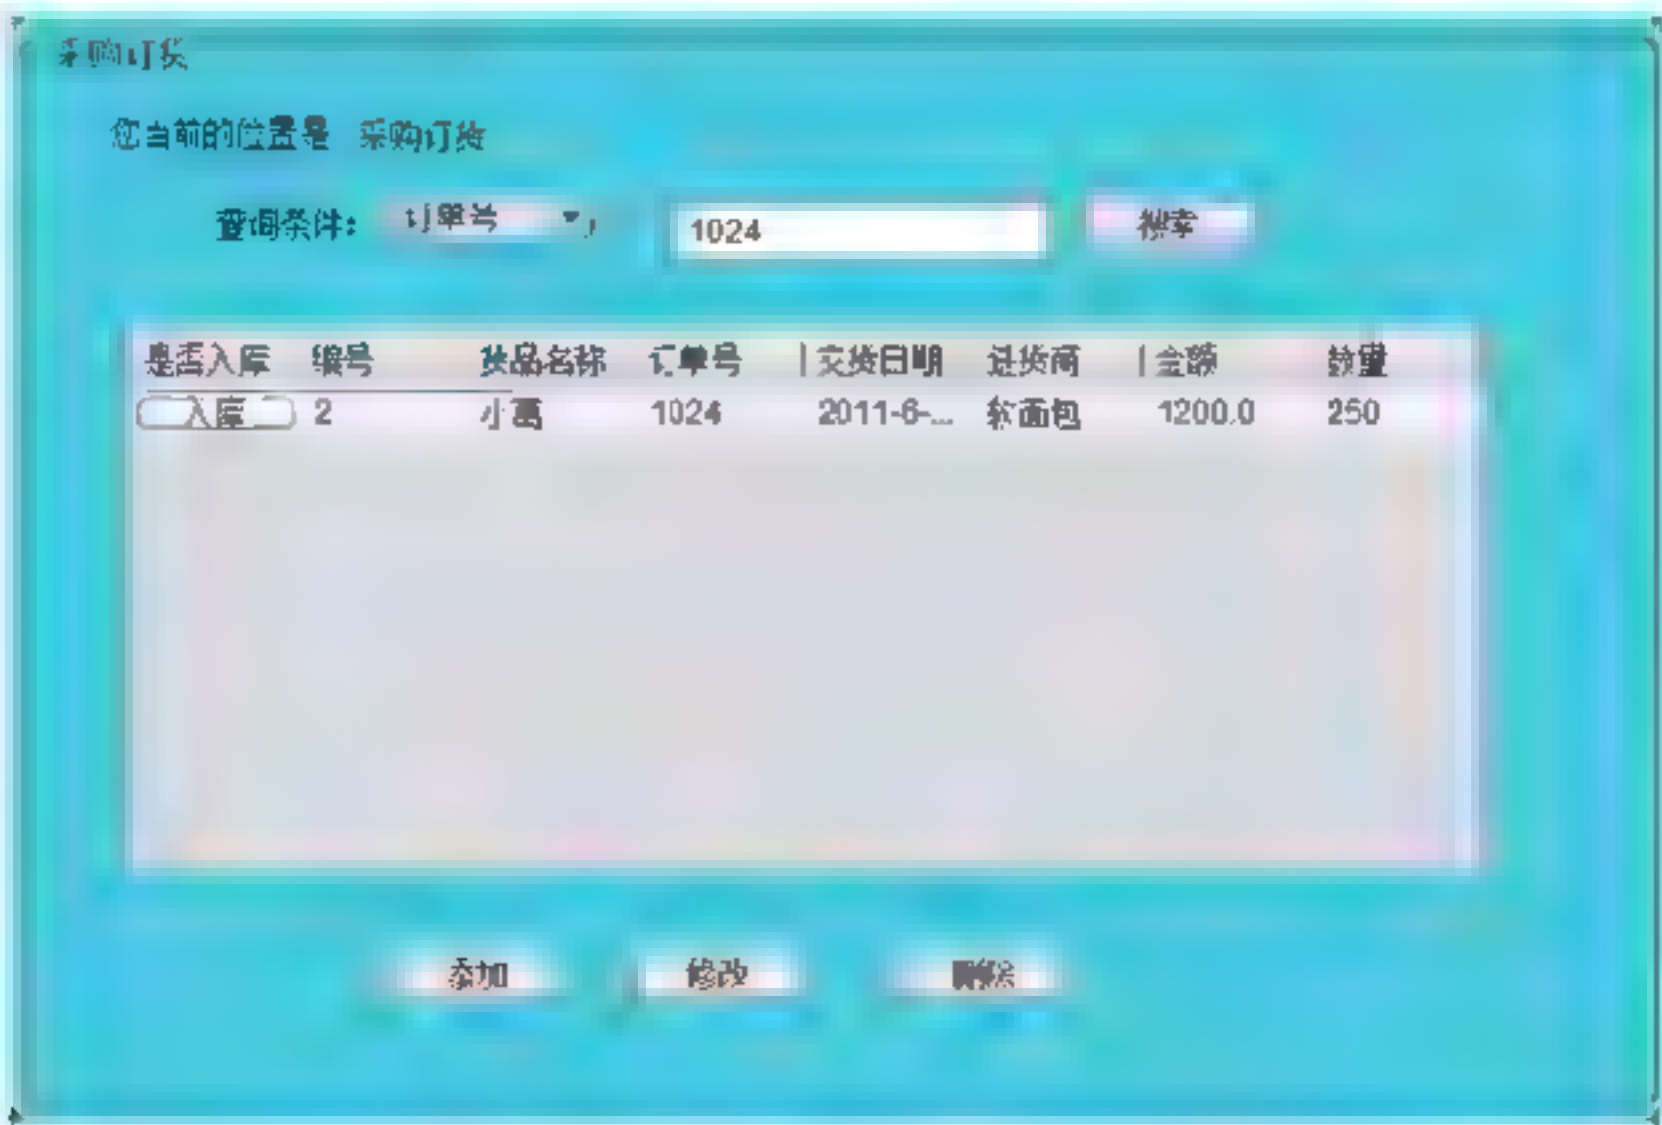 采购订货
您当前的位置是 采购订货
查询条件: 订单号 1024 搜索
是否入库 编号 货品名称 订单号 交货日期 进货商 金额 数量
入库 2 小 1024 2011-6-... 软面包 1200.0 250
添加 修改 删除